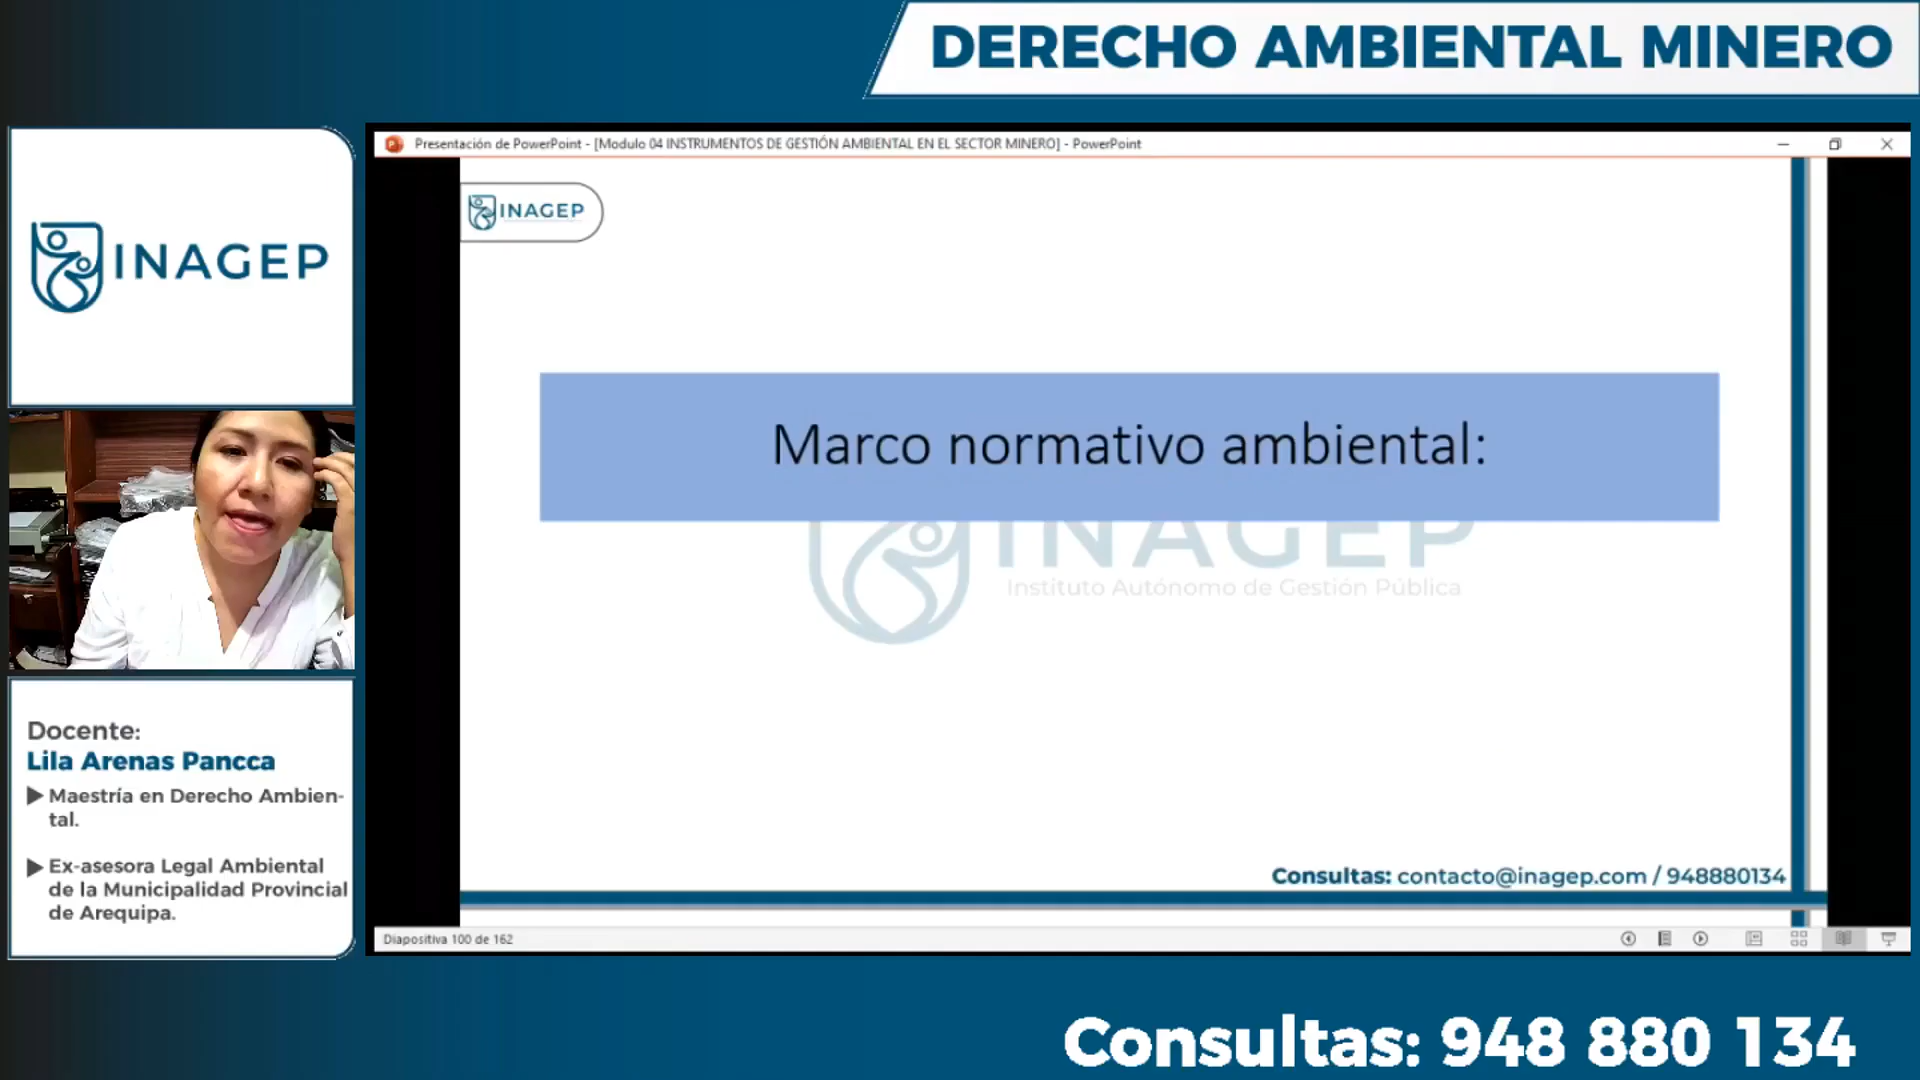 DERECHO AMBIENTAL MINERO
INAGEP
Docente:
Lila Arenas Pancca
Maestría en Derecho Ambien-
tal.
Ex-asesora Legal Ambiental
de la Municipalidad Provincial
de Arequipa.
Presentación de PowerPoint - [Modulo 04 INSTRUMENTOS DE GESTIÓN AMBIENTAL EN EL SECTOR MINERO] - PowerPoint
INAGEP
Marco normativo ambiental:
INAGEP
Instituto Autónomo de Gestión Pública
Consultas: contacto@inagep.com / 948880134
Diapositiva 100 de 162
Consultas: 948 880 134